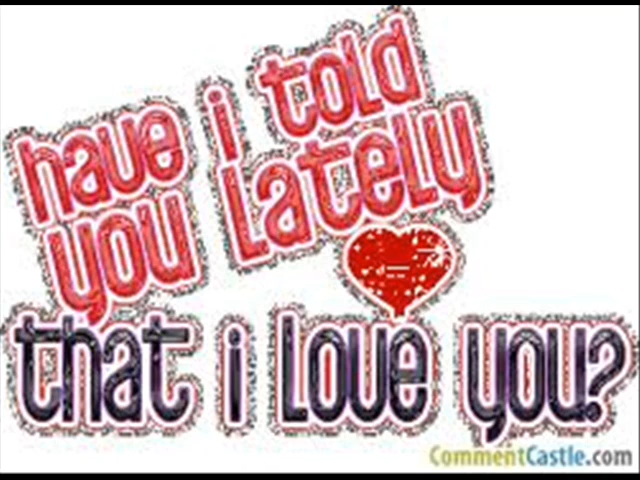 have i told
you lately
that i love you?
CommentCastle.com